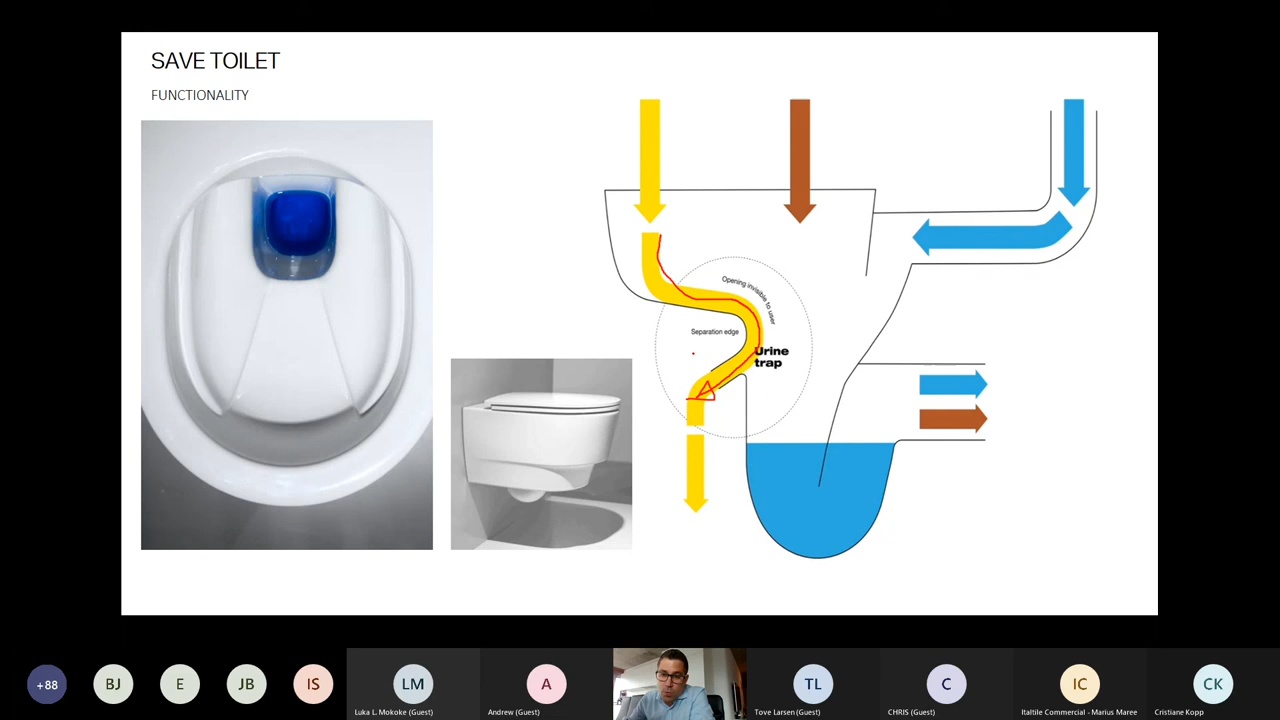 SAVE TOILET
FUNCTIONALITY
Opening invisible to user
Separation edge
Urine
trap
+88
BJ
E
JB
IS
LM
Luka L. Mokoke (Guest)
A
Andrew (Guest)
TL
Tove Larsen (Guest)
C
CHRIS (Guest)
IC
Italtile Commercial - Marius Maree
CK
Cristiane Kopp